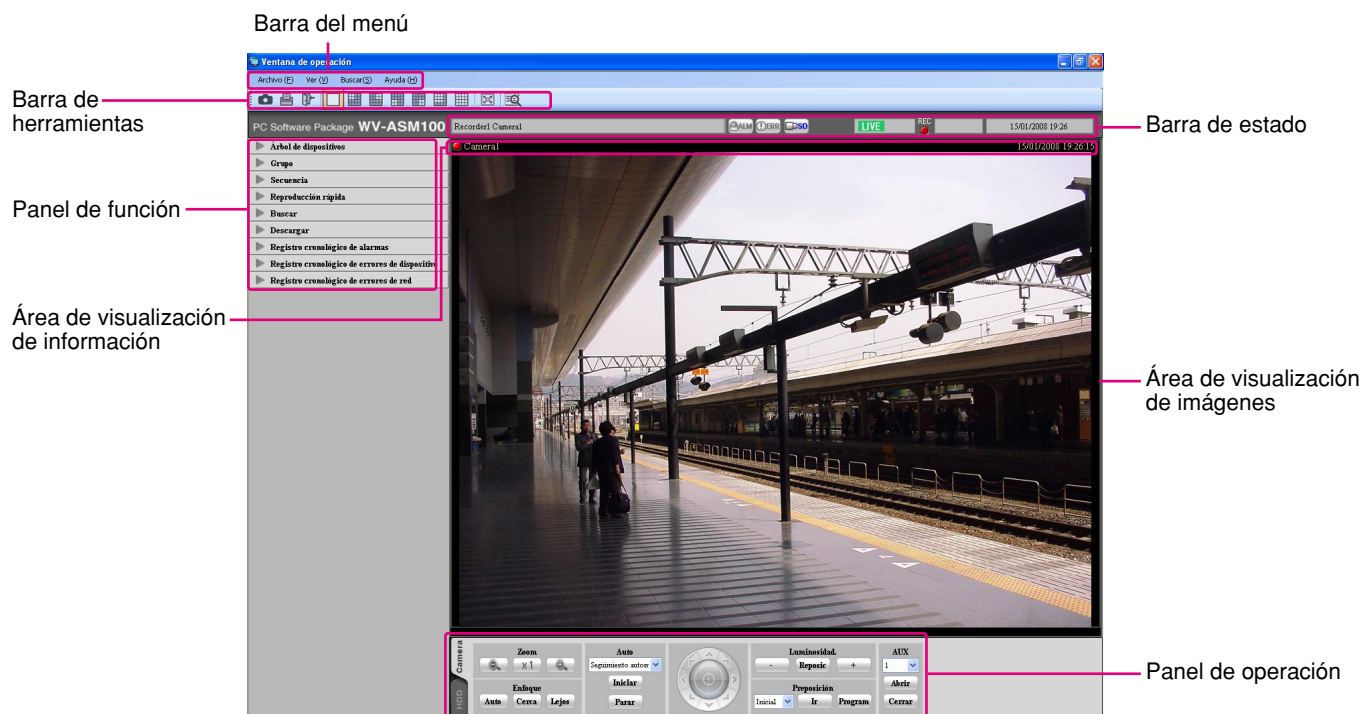 Barra del menú
Ventana de operación
Archivo (F) Ver (V) Buscar(S) Ayuda (H)
Barra de
herramientas
PC Software Package WV-ASM100
Recorder1 Camera1
ALM
ERR
SD
LIVE
REC
15/01/2008 19:26
Barra de estado
Camera1
15/01/2008 19:26:15
Árbol de dispositivos
Grupo
Secuencia
Reproducción rápida
Buscar
Descargar
Registro cronológico de alarmas
Registro cronológico de errores de dispositivo
Registro cronológico de errores de red
Panel de función
Área de visualización
de información
Área de visualización
de imágenes
Camera
HDD
Zoom
x1
Enfoque
Auto Cerca Lejos
Auto
Seguimiento autom
Iniciar
Parar
Luminosidad.
- Reposic +
Preposición
Inicial Ir Program
AUX
1
Abrir
Cerrar
Panel de operación